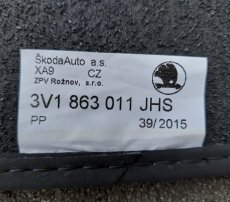 ŠkodaAuto a.s.
XA9 CZ
ZPV Rožnov, s.r.o.
3V1 863 011 JHS
PP 39/2015